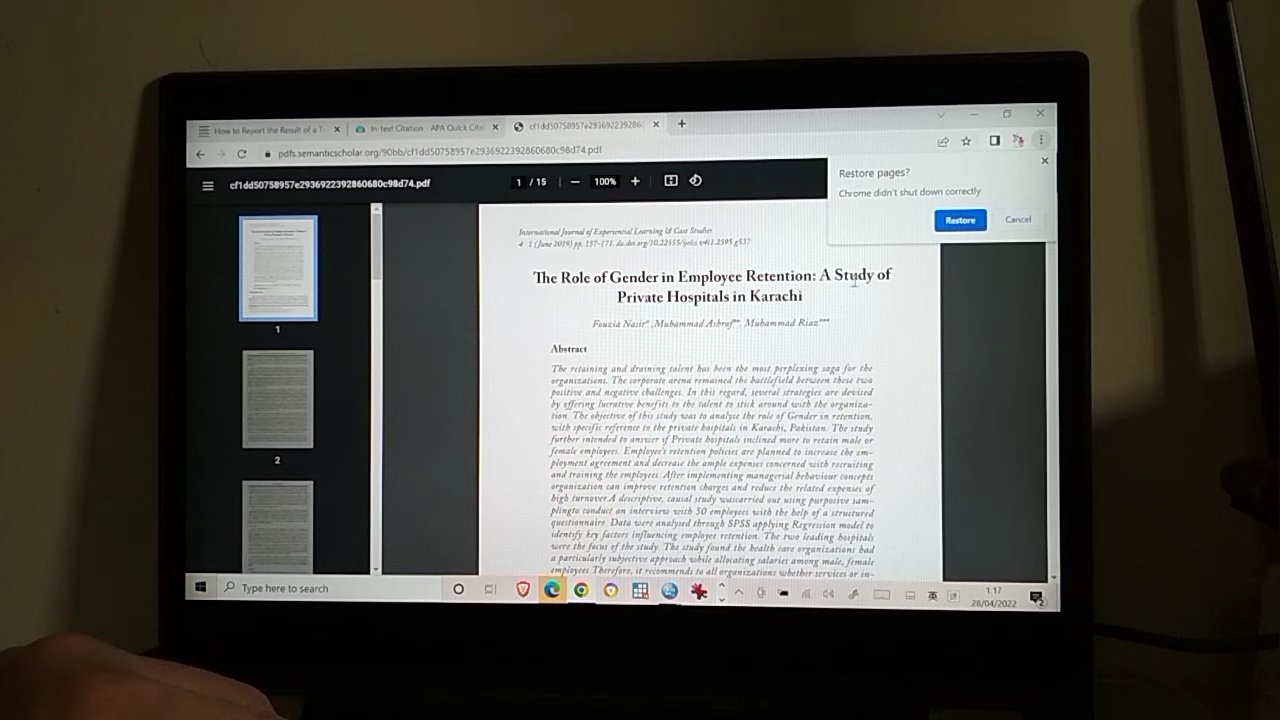 How to Report the Result of a T
In-text Citation - APA Quick Cita
cf1dd50758957e293692239286
pdfs.semanticscholar.org/90bb/cf1dd50758957e2936922392860680c98d74.pdf
cf1dd50758957e2936922392860680c98d74.pdf
1 / 15
100%
Restore pages?
Chrome didn't shut down correctly
Restore
Cancel
1
2
International Journal of Experiential Learning & Case Studies
4 : 1 (June 2019) pp. 157-171.
The Role of Gender in Employee Retention: A Study of
Private Hospitals in Karachi
Fouzia Nasir*, Muhammad Ashraf**, Muhammad Riaz***
Abstract
The retaining and draining talent has been the most perplexing saga for the
organizations. The corporate arena remained the battlefield between these two
positive and negative challenges. In this regard, several strategies are devised
by offering lucrative benefits to the talent to stick around with the organiza-
tion. The objective of this study was to analyse the role of Gender in retention,
with specific reference to the private hospitals in Karachi, Pakistan. The study
further intended to answer if Private hospitals inclined more to retain male or
female employees. Employee's retention policies are planned to increase the em-
ployment agreement and decrease the ample expenses concerned with recruiting
and training the employees. After implementing managerial behaviour concepts
organization can improve retention charges and reduce the related expenses of
high turnover.A descriptive, causal study wascarried out using purposive sam-
plingto conduct an interview with 50 employees with the help of a structured
questionnaire. Data were analysed through SPSS applying Regression model to
identify key factors influencing employee retention. The two leading hospitals
were the focus of the study. The study found the health care organizations had
a particularly subjective approach while allocating salaries among male, female
employees. Therefore, it recommends to all organizations whether services or in-
Type here to search
英
1:17
28/04/2022
2